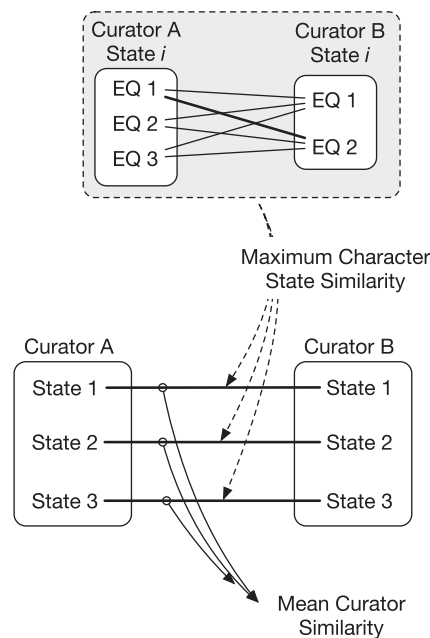 Curator A
State i
Curator B
State i
EQ 1
EQ 2
EQ 3
EQ 1
EQ 2
Maximum Character
State Similarity
Curator A
Curator B
State 1
State 1
State 2
State 2
State 3
State 3
Mean Curator
Similarity